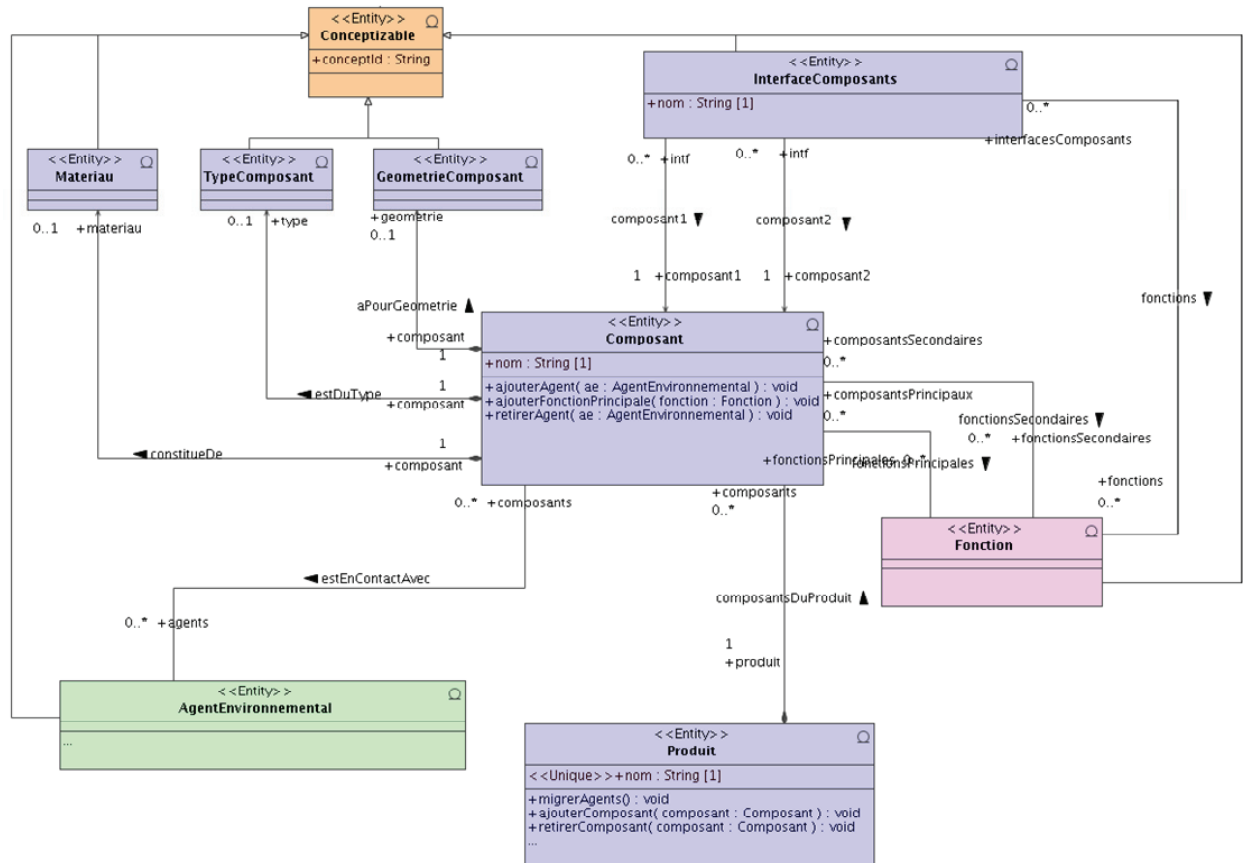 <<Entity>>
Conceptizable
+conceptId : String
<<Entity>>
InterfaceComposants
+nom : String [1]
0..*
+interfacesComposants
<<Entity>>
Materiau
<<Entity>>
TypeComposant
<<Entity>>
GeometrieComposant
0..1 +materiau
0..1 +type
+geometrie
0..1
0..* +intf
0..* +intf
composant1
composant2
1 +composant1
1 +composant2
fonctions
aPourGeometrie
+composant
1
estDuType
1
+composant
constitueDe
1
+composant
<<Entity>>
Composant
+nom : String [1]
+ajouterAgent( ae : AgentEnvironnemental ) : void
+ajouterFonctionPrincipale( fonction : Fonction ) : void
+retirerAgent( ae : AgentEnvironnemental ) : void
+composantsSecondaires
0..*
+composantsPrincipaux
0..*
fonctionsSecondaires
0..* +fonctionsSecondaires
+fonctionsPrincipales 0..*
fonctionsPrincipales
+fonctions
0..*
0..* +composants
+composants
0..*
<<Entity>>
Fonction
estEnContactAvec
composantsDuProduit
0..* +agents
1
+produit
<<Entity>>
AgentEnvironnemental
...
<<Entity>>
Produit
<<Unique>>+nom : String [1]
+migrerAgents() : void
+ajouterComposant( composant : Composant ) : void
+retirerComposant( composant : Composant ) : void
...